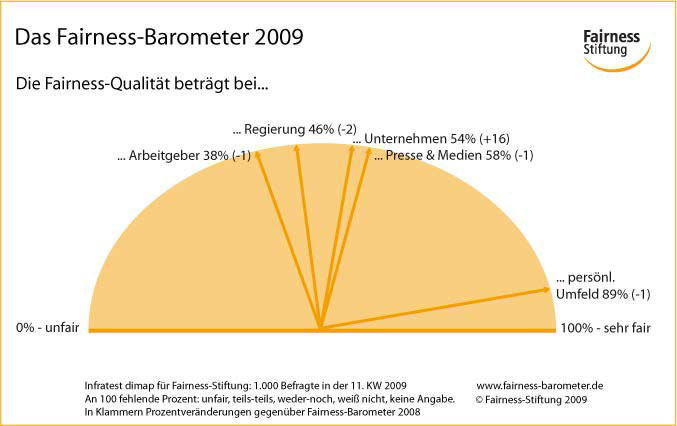 Das Fairness-Barometer 2009
Fairness
Stiftung
Die Fairness-Qualität beträgt bei...
... Regierung 46% (-2)
... Unternehmen 54% (+16)
... Arbeitgeber 38% (-1)
... Presse & Medien 58% (-1)
... persönl.
Umfeld 89% (-1)
0% - unfair
100% - sehr fair
Infratest dimap für Fairness-Stiftung: 1.000 Befragte in der 11. KW 2009
An 100 fehlende Prozent: unfair, teils-teils, weder-noch, weiß nicht, keine Angabe.
In Klammern Prozentveränderungen gegenüber Fairness-Barometer 2008
www.fairness-barometer.de
© Fairness-Stiftung 2009